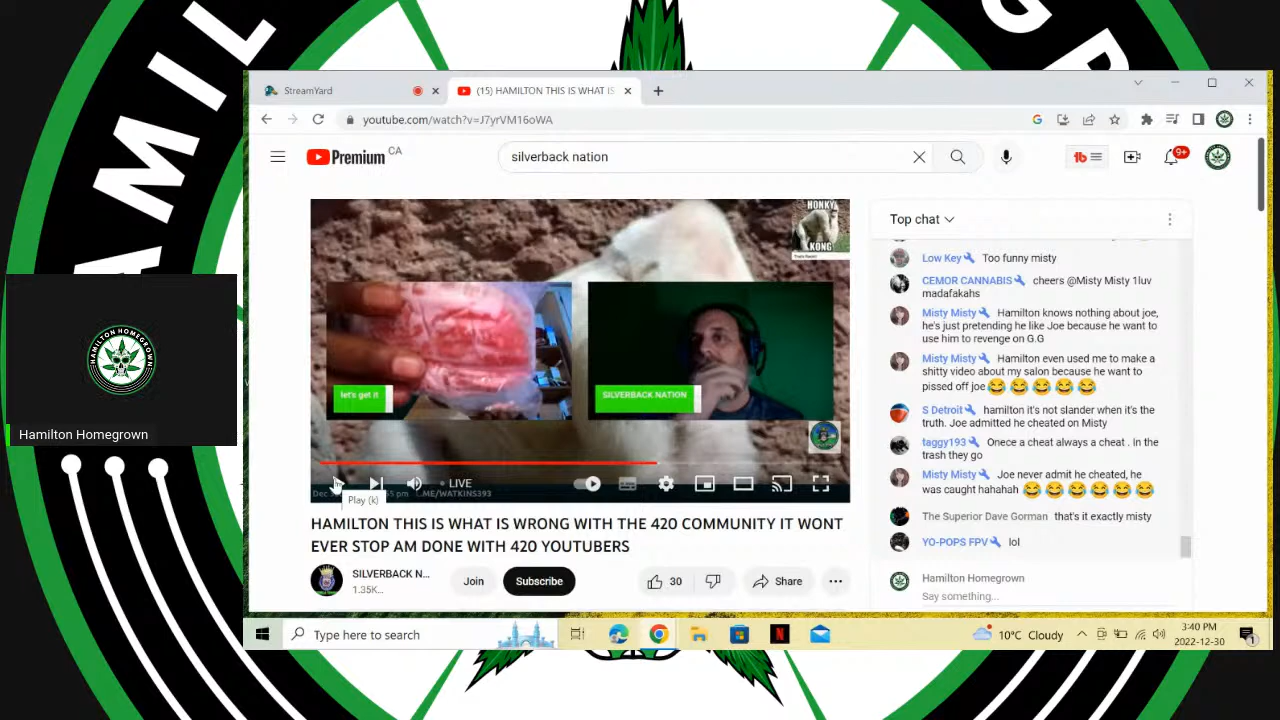 HAMIL
GR
StreamYard
(15) HAMILTON THIS IS WHAT IS
youtube.com/watch?v=J7yrVM16oWA
Premium CA
silverback nation
9+
HONKY
KONG
let's get it
SILVERBACK NATION
LIVE
Play (k)
HAMILTON THIS IS WHAT IS WRONG WITH THE 420 COMMUNITY IT WONT
EVER STOP AM DONE WITH 420 YOUTUBERS
SILVERBACK N...
1.35K...
Join
Subscribe
30
Share
Top chat
Low Key Too funny misty
CEMOR CANNABIS cheers @Misty Misty 1luv
madafakahs
Misty Misty Hamilton knows nothing about joe,
he's just pretending he like Joe because he want to
use him to revenge on G.G
Misty Misty Hamilton even used me to make a
shitty video about my salon because he want to
pissed off joe😂😂😂😂😂
S Detroit hamilton it's not slander when it's the
truth. Joe admitted he cheated on Misty
taggy193 Onece a cheat always a cheat . In the
trash they go
Misty Misty Joe never admit he cheated, he
was caught hahahah😂😂😂😂😂😂
The Superior Dave Gorman that's it exactly misty
YO-POPS FPV lol
Hamilton Homegrown
Say something...
HAMILTON HOMEGROWN
Hamilton Homegrown
Type here to search
10°C Cloudy
3:40 PM
2022-12-30
1